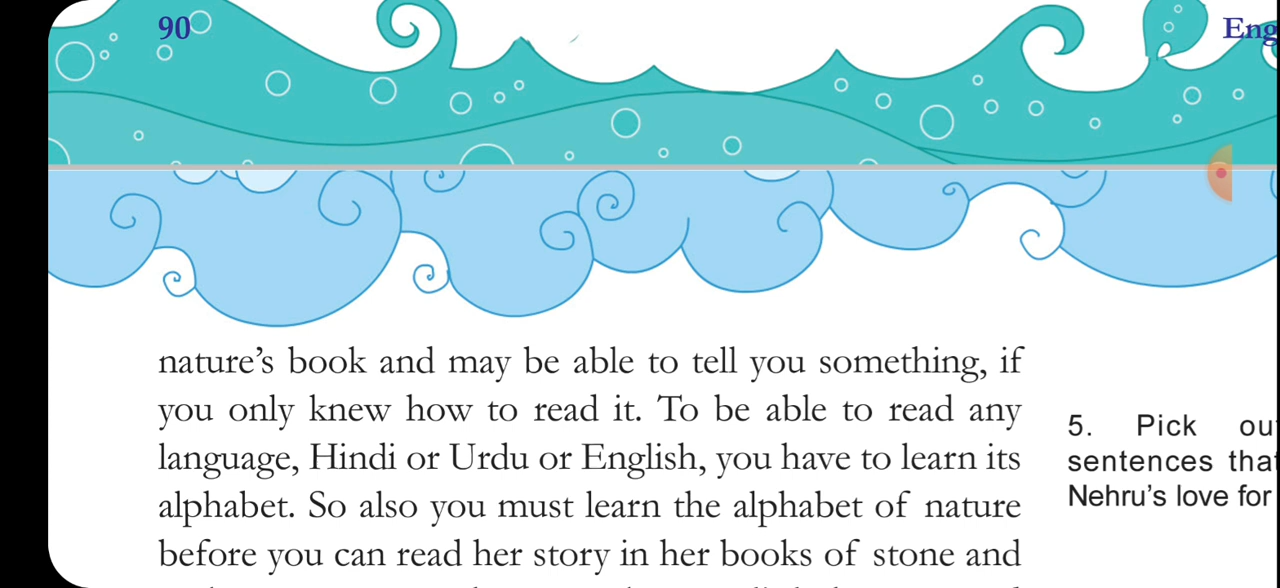 90
Eng
nature’s book and may be able to tell you something, if
you only knew how to read it. To be able to read any
language, Hindi or Urdu or English, you have to learn its
alphabet. So also you must learn the alphabet of nature
before you can read her story in her books of stone and
5. Pick ou
sentences tha
Nehru’s love for